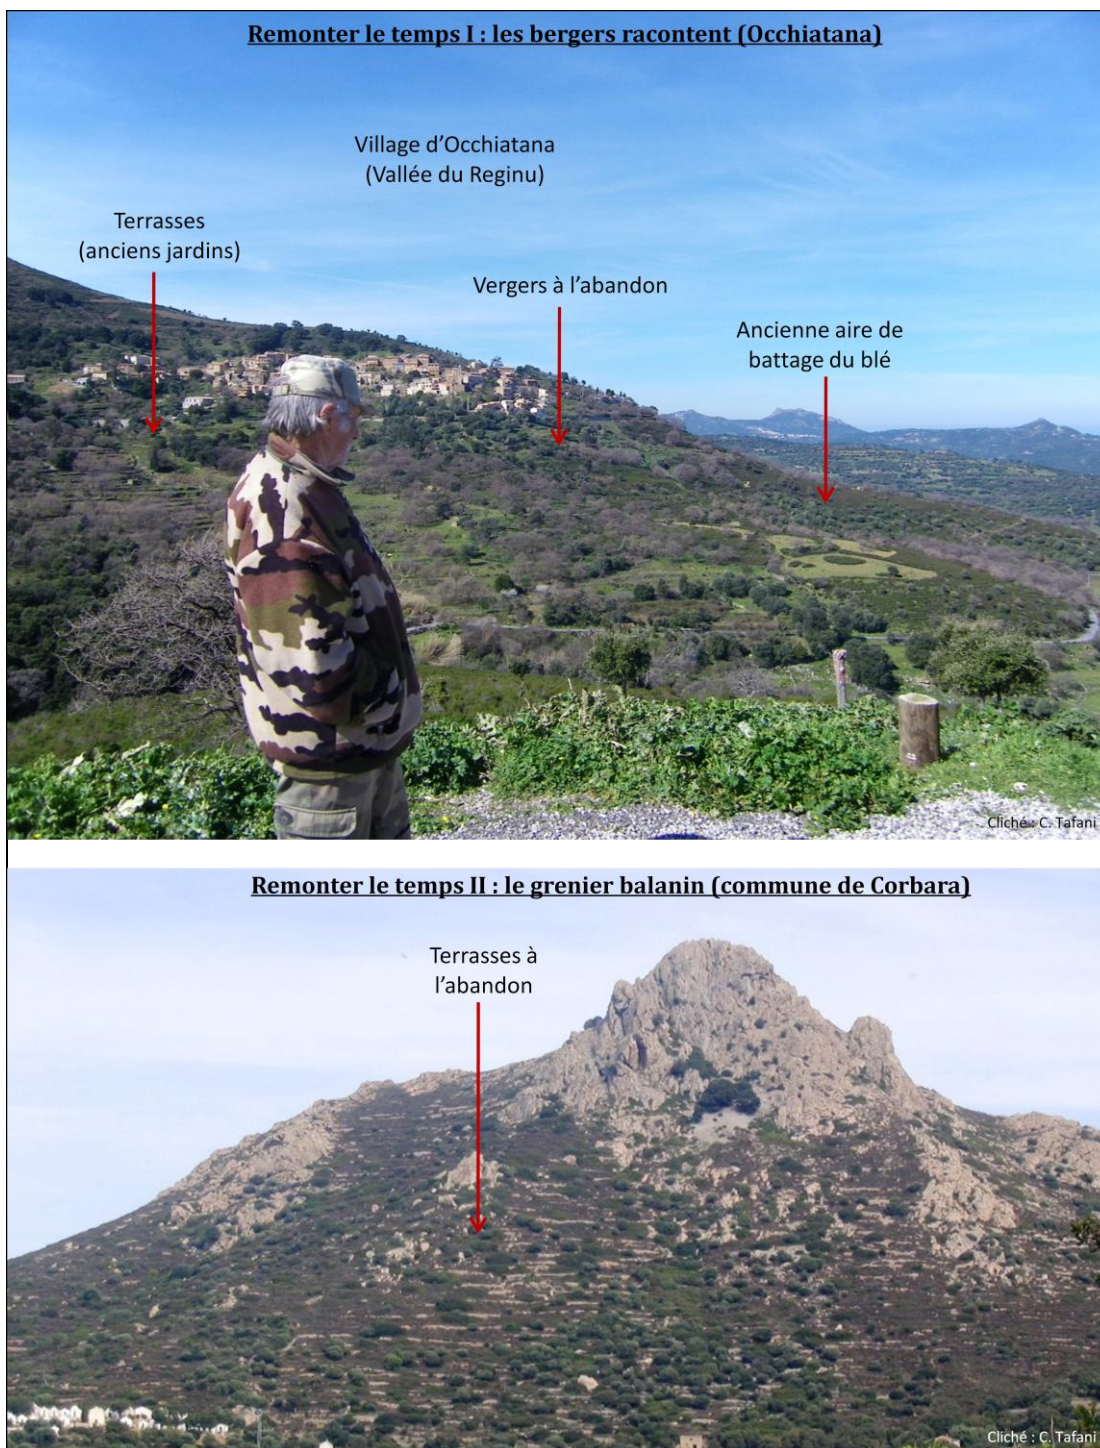 Remonter le temps I : les bergers racontent (Occhiatana)
Village d'Occhiatana
(Vallée du Reginu)
Terrasses
(anciens jardins)
Vergers à l'abandon
Ancienne aire de
battage du blé
Cliché : C. Tafani
Remonter le temps II : le grenier balanin (commune de Corbara)
Terrasses à
l'abandon
Cliché : C. Tafani